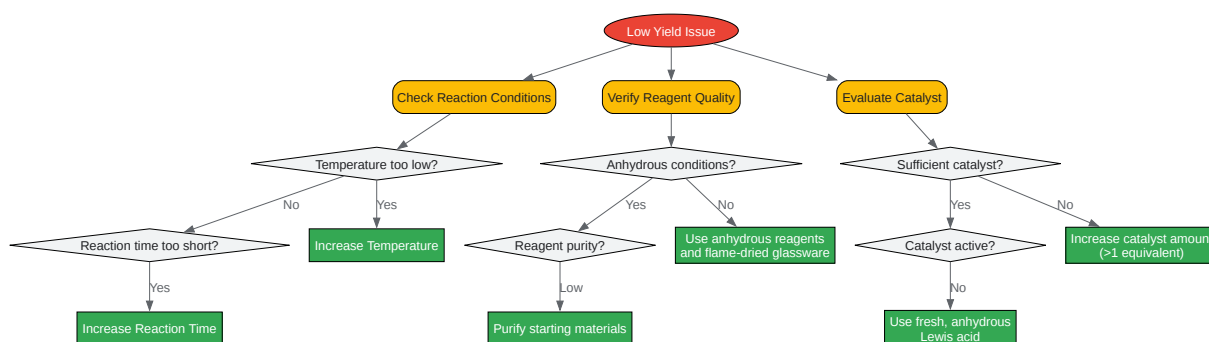 Low Yield Issue
Check Reaction Conditions
Verify Reagent Quality
Evaluate Catalyst
Temperature too low?
Anhydrous conditions?
Sufficient catalyst?
No
Yes
Yes
No
Yes
No
Reaction time too short?
Increase Temperature
Reagent purity?
Use anhydrous reagents
and flame-dried glassware
Catalyst active?
Increase catalyst amoun
(>1 equivalent)
Yes
Low
No
Increase Reaction Time
Purify starting materials
Use fresh, anhydrous
Lewis acid